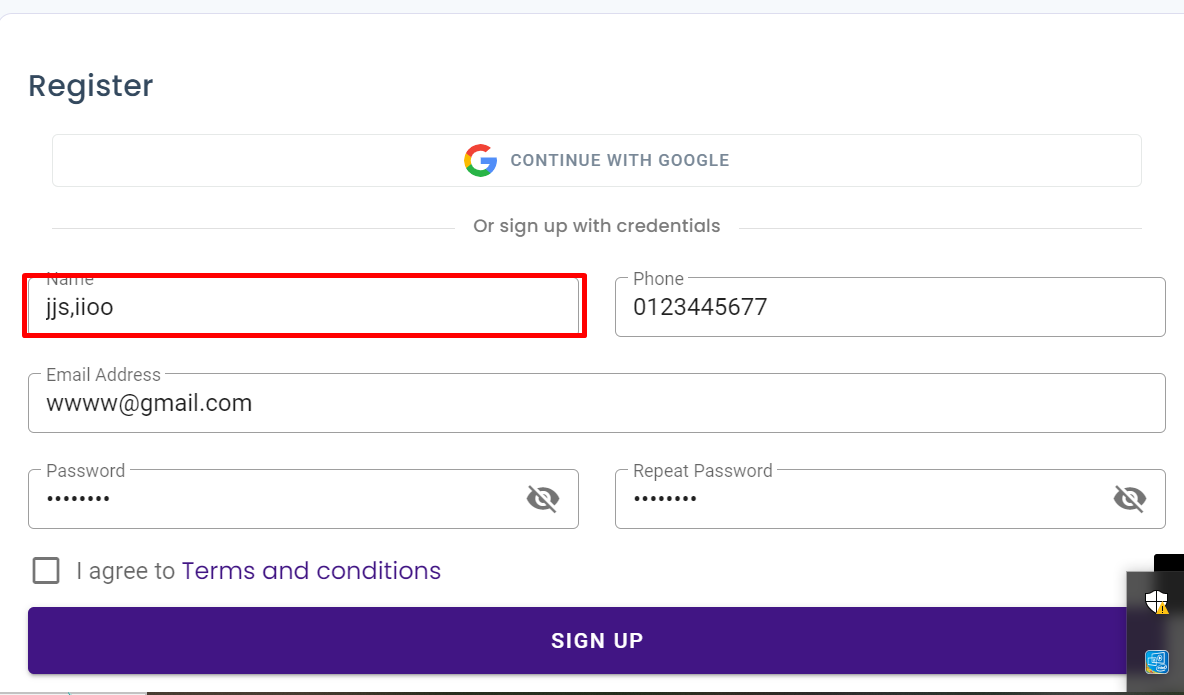 Register
CONTINUE WITH GOOGLE
Or sign up with credentials
Name
jjs,iioo
Phone
0123445677
Email Address
wwww@gmail.com
Password
••••••••
Repeat Password
••••••••
I agree to Terms and conditions
SIGN UP